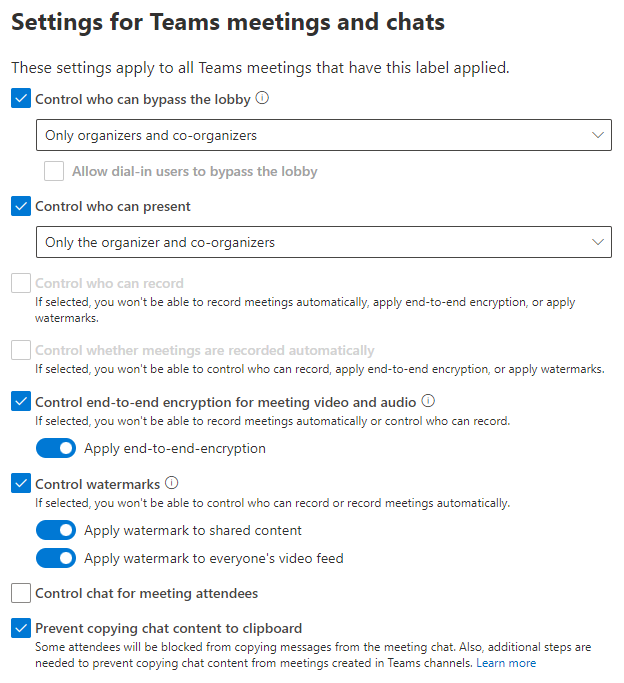 Settings for Teams meetings and chats
These settings apply to all Teams meetings that have this label applied.
Control who can bypass the lobby
Only organizers and co-organizers
Allow dial-in users to bypass the lobby
Control who can present
Only the organizer and co-organizers
Control who can record
If selected, you won't be able to record meetings automatically, apply end-to-end encryption, or apply
watermarks.
Control whether meetings are recorded automatically
If selected, you won't be able to control who can record, apply end-to-end encryption, or apply watermarks.
Control end-to-end encryption for meeting video and audio
If selected, you won't be able to record meetings automatically or control who can record.
Apply end-to-end-encryption
Control watermarks
If selected, you won't be able to control who can record or record meetings automatically.
Apply watermark to shared content
Apply watermark to everyone's video feed
Control chat for meeting attendees
Prevent copying chat content to clipboard
Some attendees will be blocked from copying messages from the meeting chat. Also, additional steps are
needed to prevent copying chat content from meetings created in Teams channels. Learn more